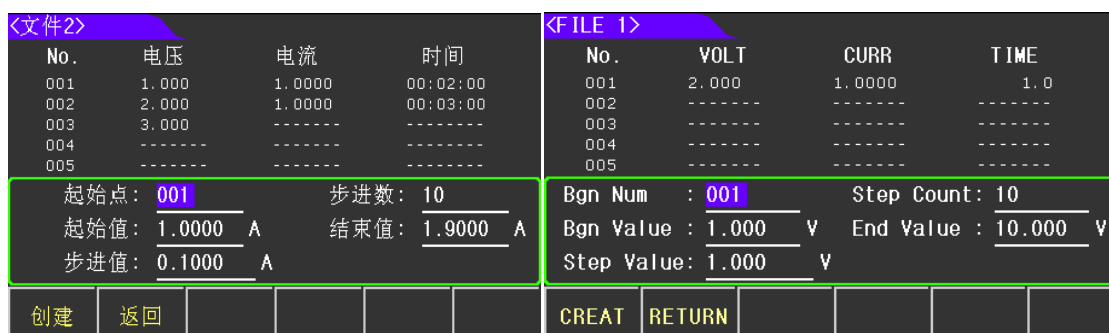 <文件2>
No. 电压 电流 时间
001 1.000 1.0000 00:02:00
002 2.000 1.0000 00:03:00
003 3.000 ------- --------
004 ------- ------- --------
005 ------- ------- --------
起始点: 001 步进数: 10
起始值: 1.0000 A 结束值: 1.9000 A
步进值: 0.1000 A
创建 返回
<FILE 1>
No. VOLT CURR TIME
001 2.000 1.0000 1.0
002 ------- ------- -------
003 ------- ------- -------
004 ------- ------- -------
005 ------- ------- -------
Bgn Num : 001 Step Count: 10
Bgn Value : 1.000 V End Value : 10.000 V
Step Value: 1.000 V
CREAT RETURN